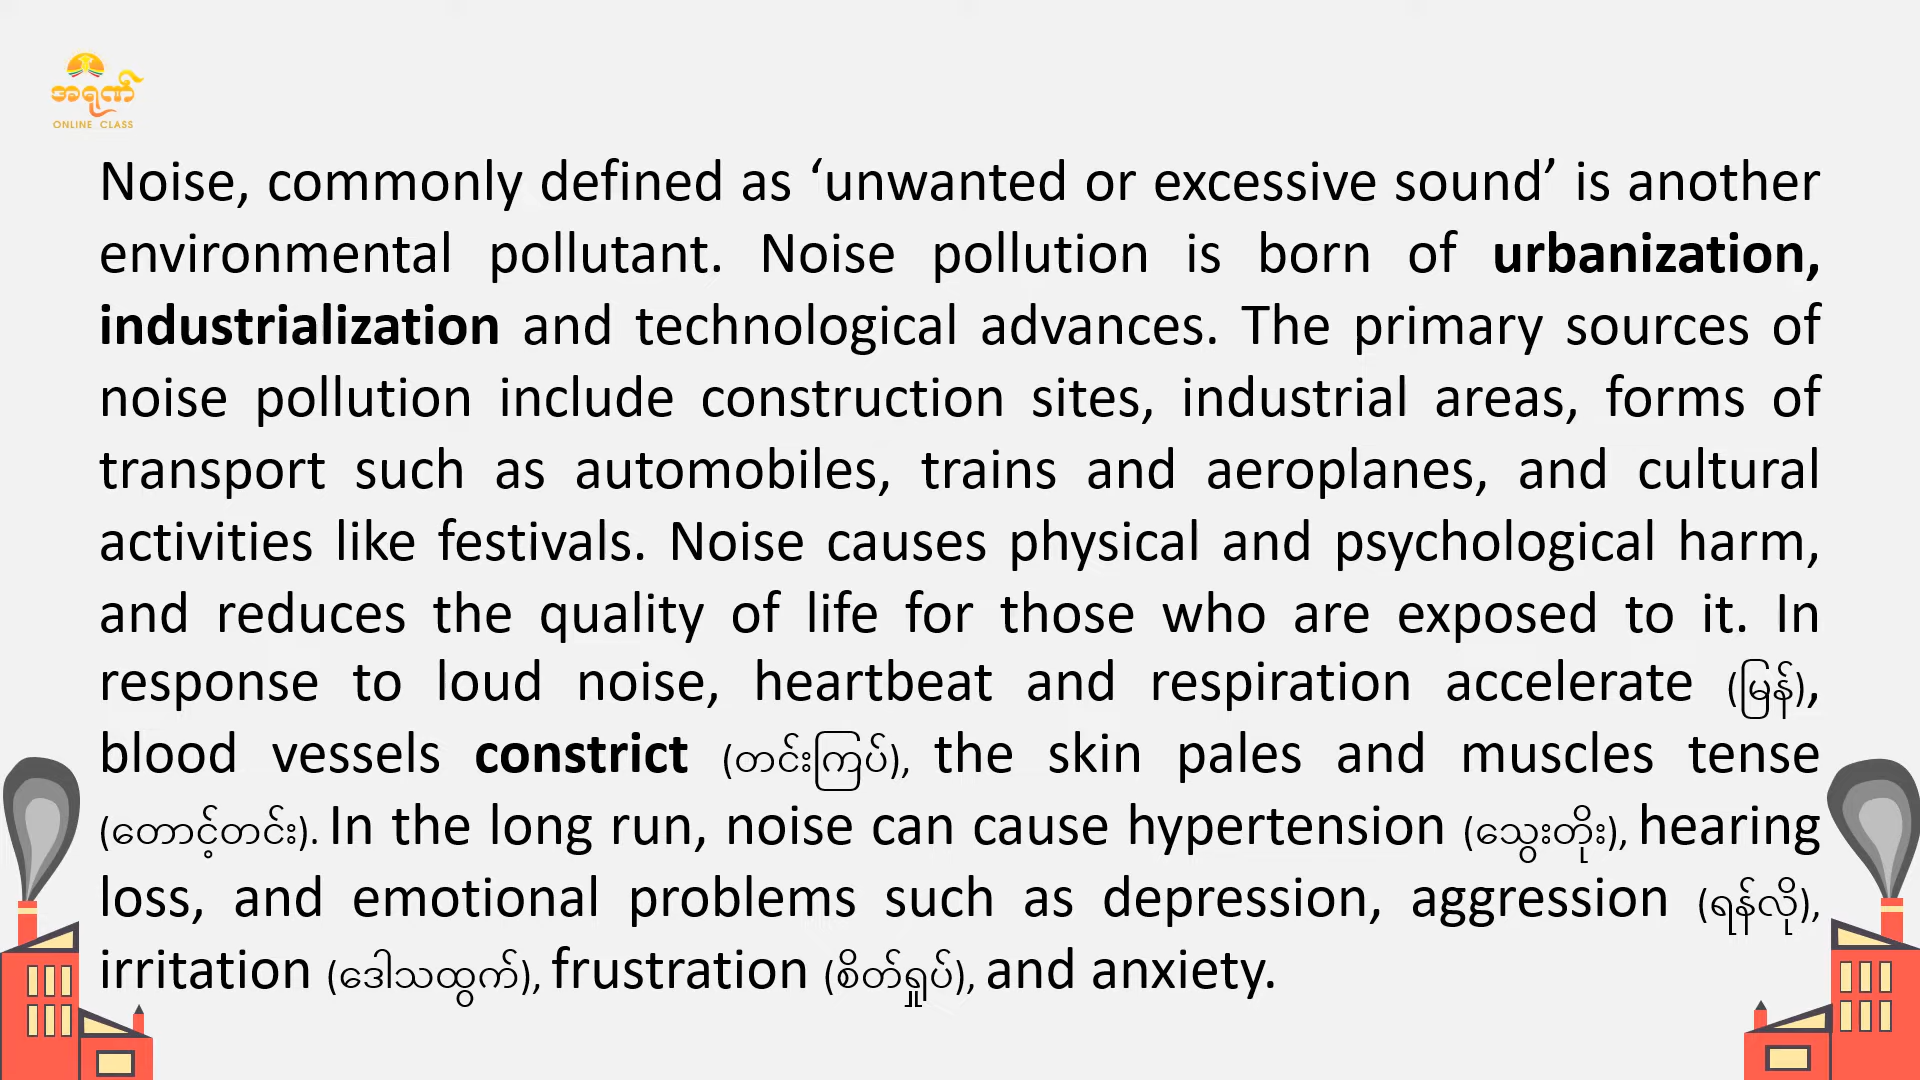 အရုဏ်
ONLINE CLASS
Noise, commonly defined as ‘unwanted or excessive sound’ is another
environmental pollutant. Noise pollution is born of urbanization,
industrialization and technological advances. The primary sources of
noise pollution include construction sites, industrial areas, forms of
transport such as automobiles, trains and aeroplanes, and cultural
activities like festivals. Noise causes physical and psychological harm,
and reduces the quality of life for those who are exposed to it. In
response to loud noise, heartbeat and respiration accelerate (မြန်),
blood vessels constrict (တင်းကြပ်), the skin pales and muscles tense
(တောင့်တင်း). In the long run, noise can cause hypertension (သွေးတိုး), hearing
loss, and emotional problems such as depression, aggression (ရန်လို),
irritation (ဒေါသထွက်), frustration (စိတ်ရှုပ်), and anxiety.